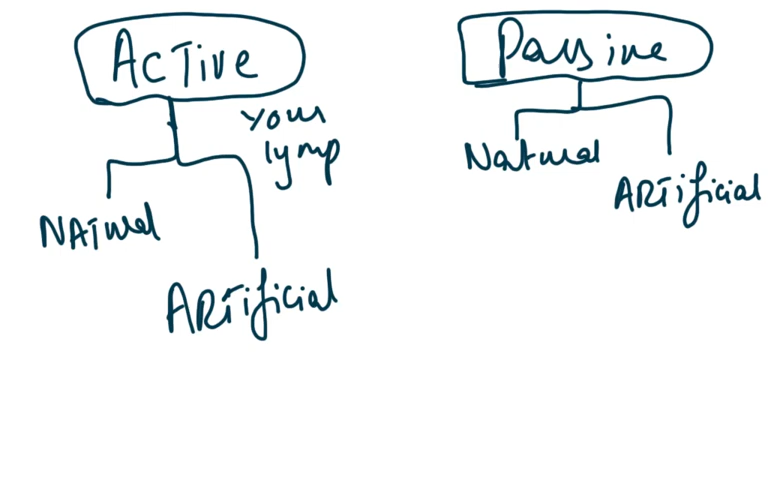 Active
your
lymp
Natural
Artificial
Passive
Natural
Artificial